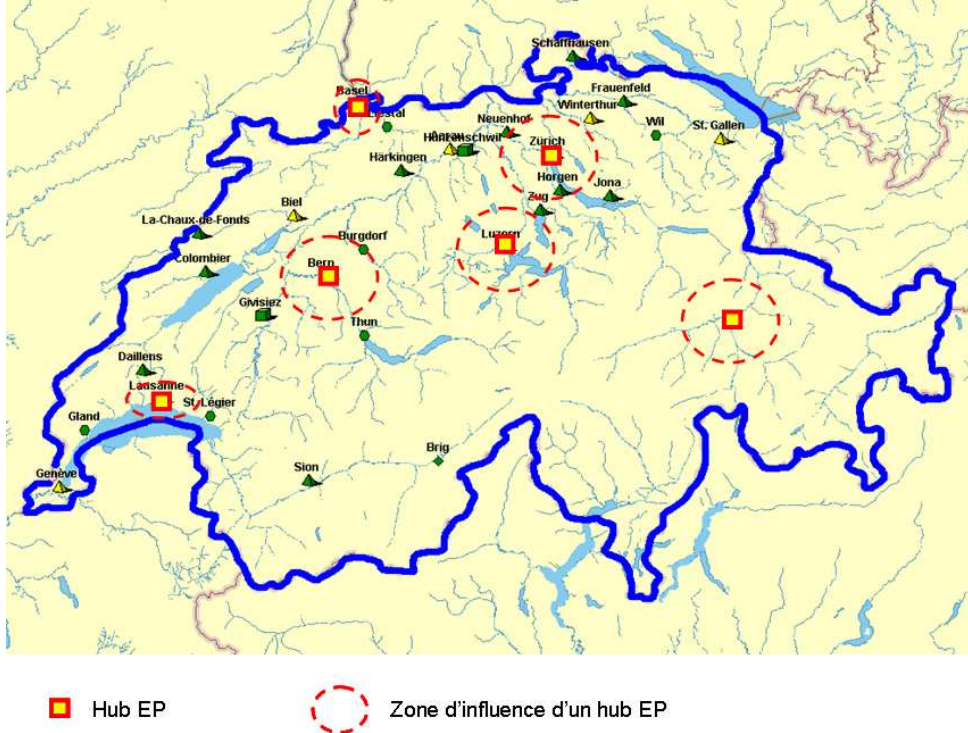 Schaffhausen
Basel
Frauenfeld
Liestal
Winterthur
Neuenhof
Wil
St. Gallen
Aarau
Hunzenschwil
Zürich
Härkingen
Horgen
Jona
Zug
Biel
La-Chaux-de-Fonds
Burgdorf
Luzern
Colombier
Bern
Givisiez
Thun
Daillens
Lausanne
St. Légier
Gland
Brig
Genève
Sion
Hub EP
Zone d'influence d'un hub EP